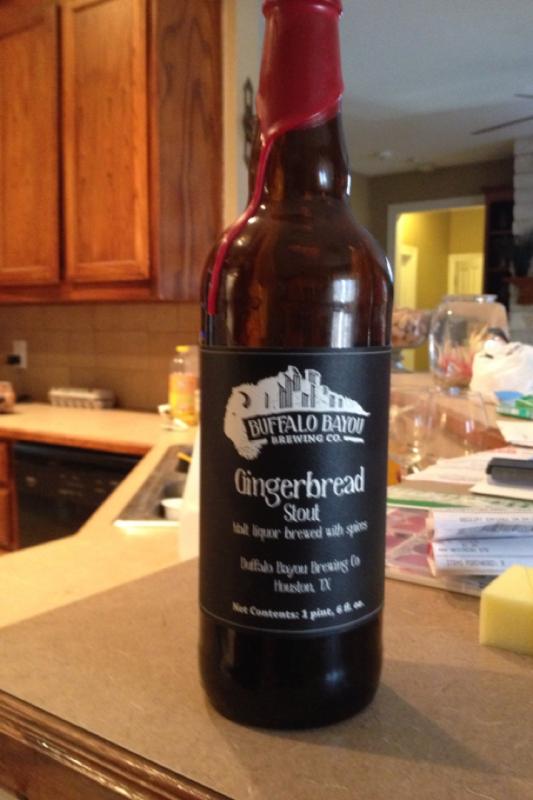 BUFFALO BAYOU
BREWING CO.
Gingerbread
Stout
Malt liquor brewed with spices
Buffalo Bayou Brewing Co
Houston, TX
Net Contents: 1 pint, 6 fl. oz.